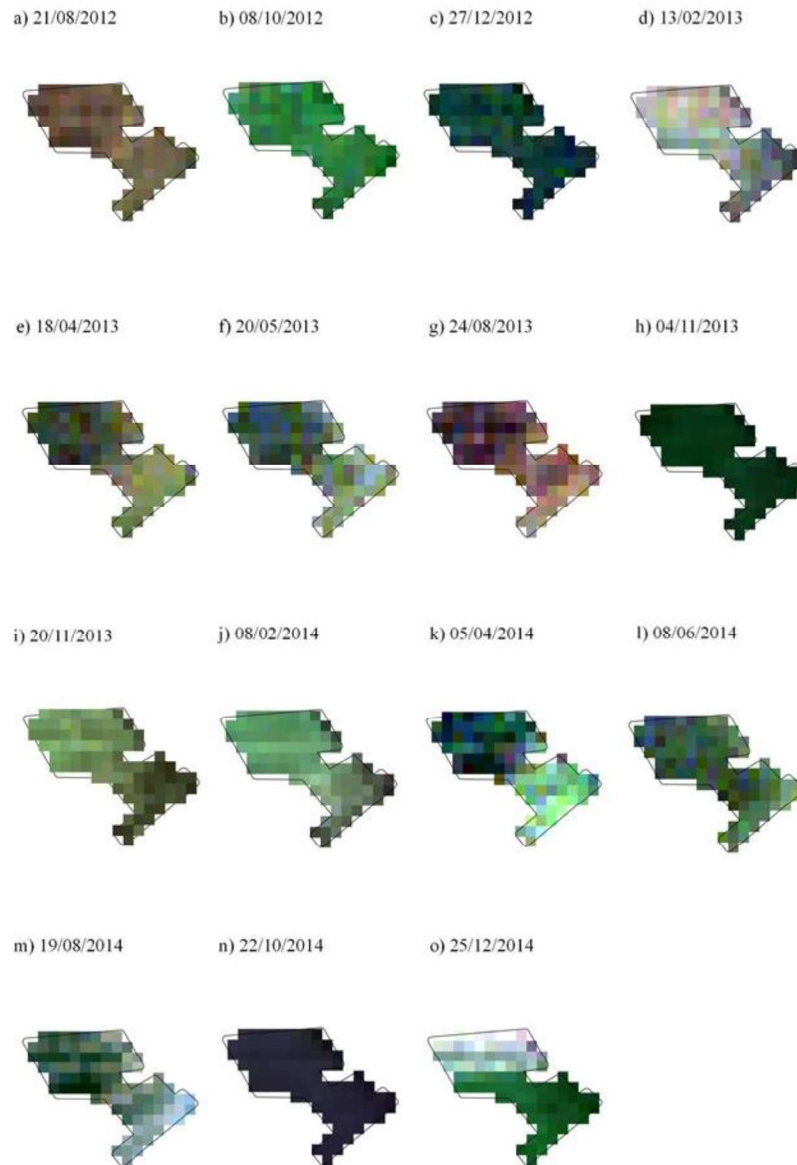 a) 21/08/2012 b) 08/10/2012 c) 27/12/2012 d) 13/02/2013
e) 18/04/2013 f) 20/05/2013 g) 24/08/2013 h) 04/11/2013
i) 20/11/2013 j) 08/02/2014 k) 05/04/2014 l) 08/06/2014
m) 19/08/2014 n) 22/10/2014 o) 25/12/2014